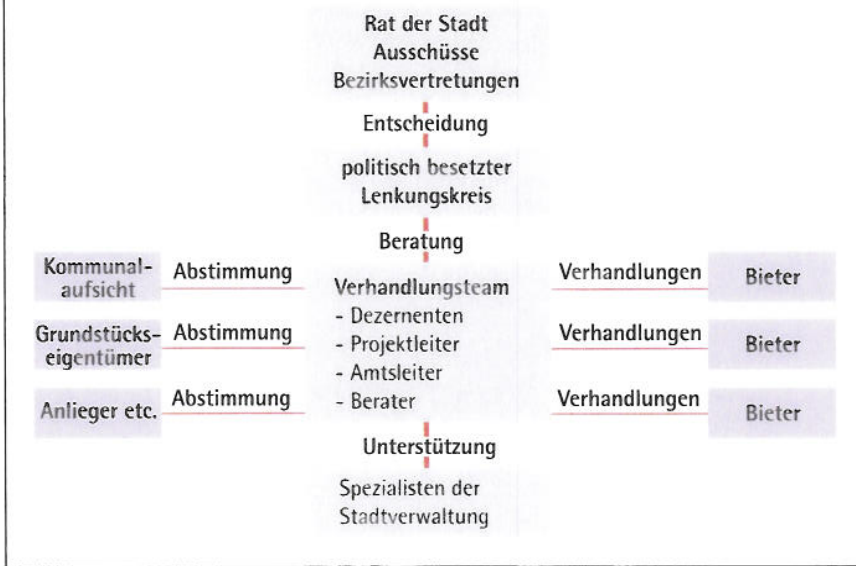 Rat der Stadt
Ausschüsse
Bezirksvertretungen
Entscheidung
politisch besetzter
Lenkungskreis
Beratung
Kommunal-
aufsicht
Abstimmung
Grundstücks-
eigentümer
Abstimmung
Anlieger etc.
Abstimmung
Verhandlungsteam
- Dezernenten
- Projektleiter
- Amtsleiter
- Berater
Verhandlungen
Bieter
Verhandlungen
Bieter
Verhandlungen
Bieter
Unterstützung
Spezialisten der
Stadtverwaltung